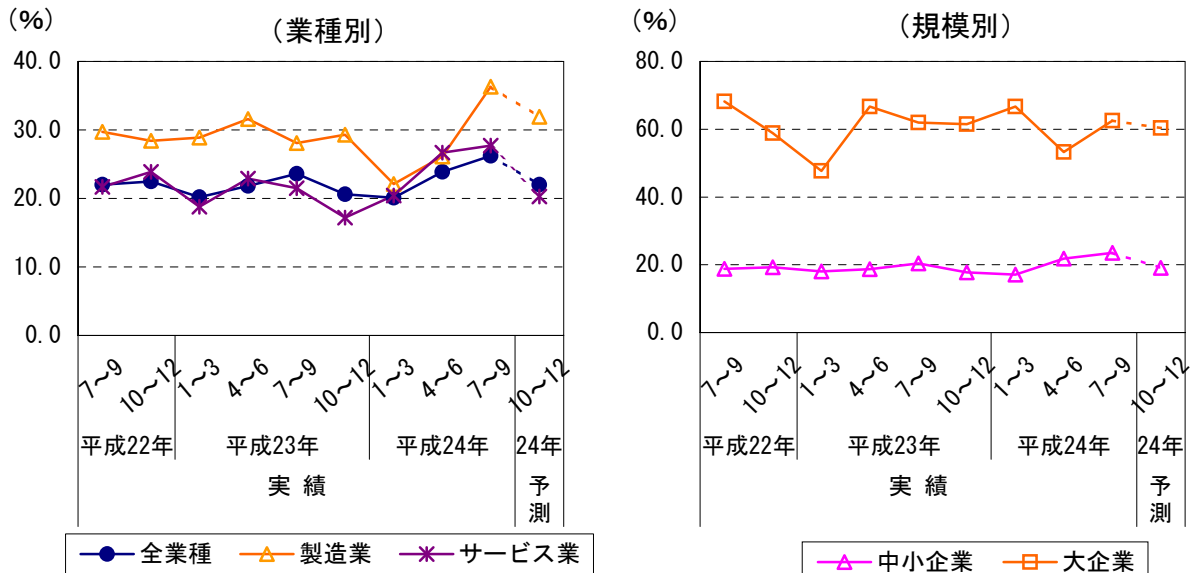 (%)
（業種別）
40.0
30.0
20.0
10.0
0.0
7～9
10～12
1～3
4～6
7～9
10～12
1～3
4～6
7～9
10～12
平成22年
平成23年
平成24年
24年
実 績
予測
全業種
製造業
サービス業
(%)
（規模別）
80.0
60.0
40.0
20.0
0.0
7～9
10～12
1～3
4～6
7～9
10～12
1～3
4～6
7～9
10～12
平成22年
平成23年
平成24年
24年
実 績
予測
中小企業
大企業